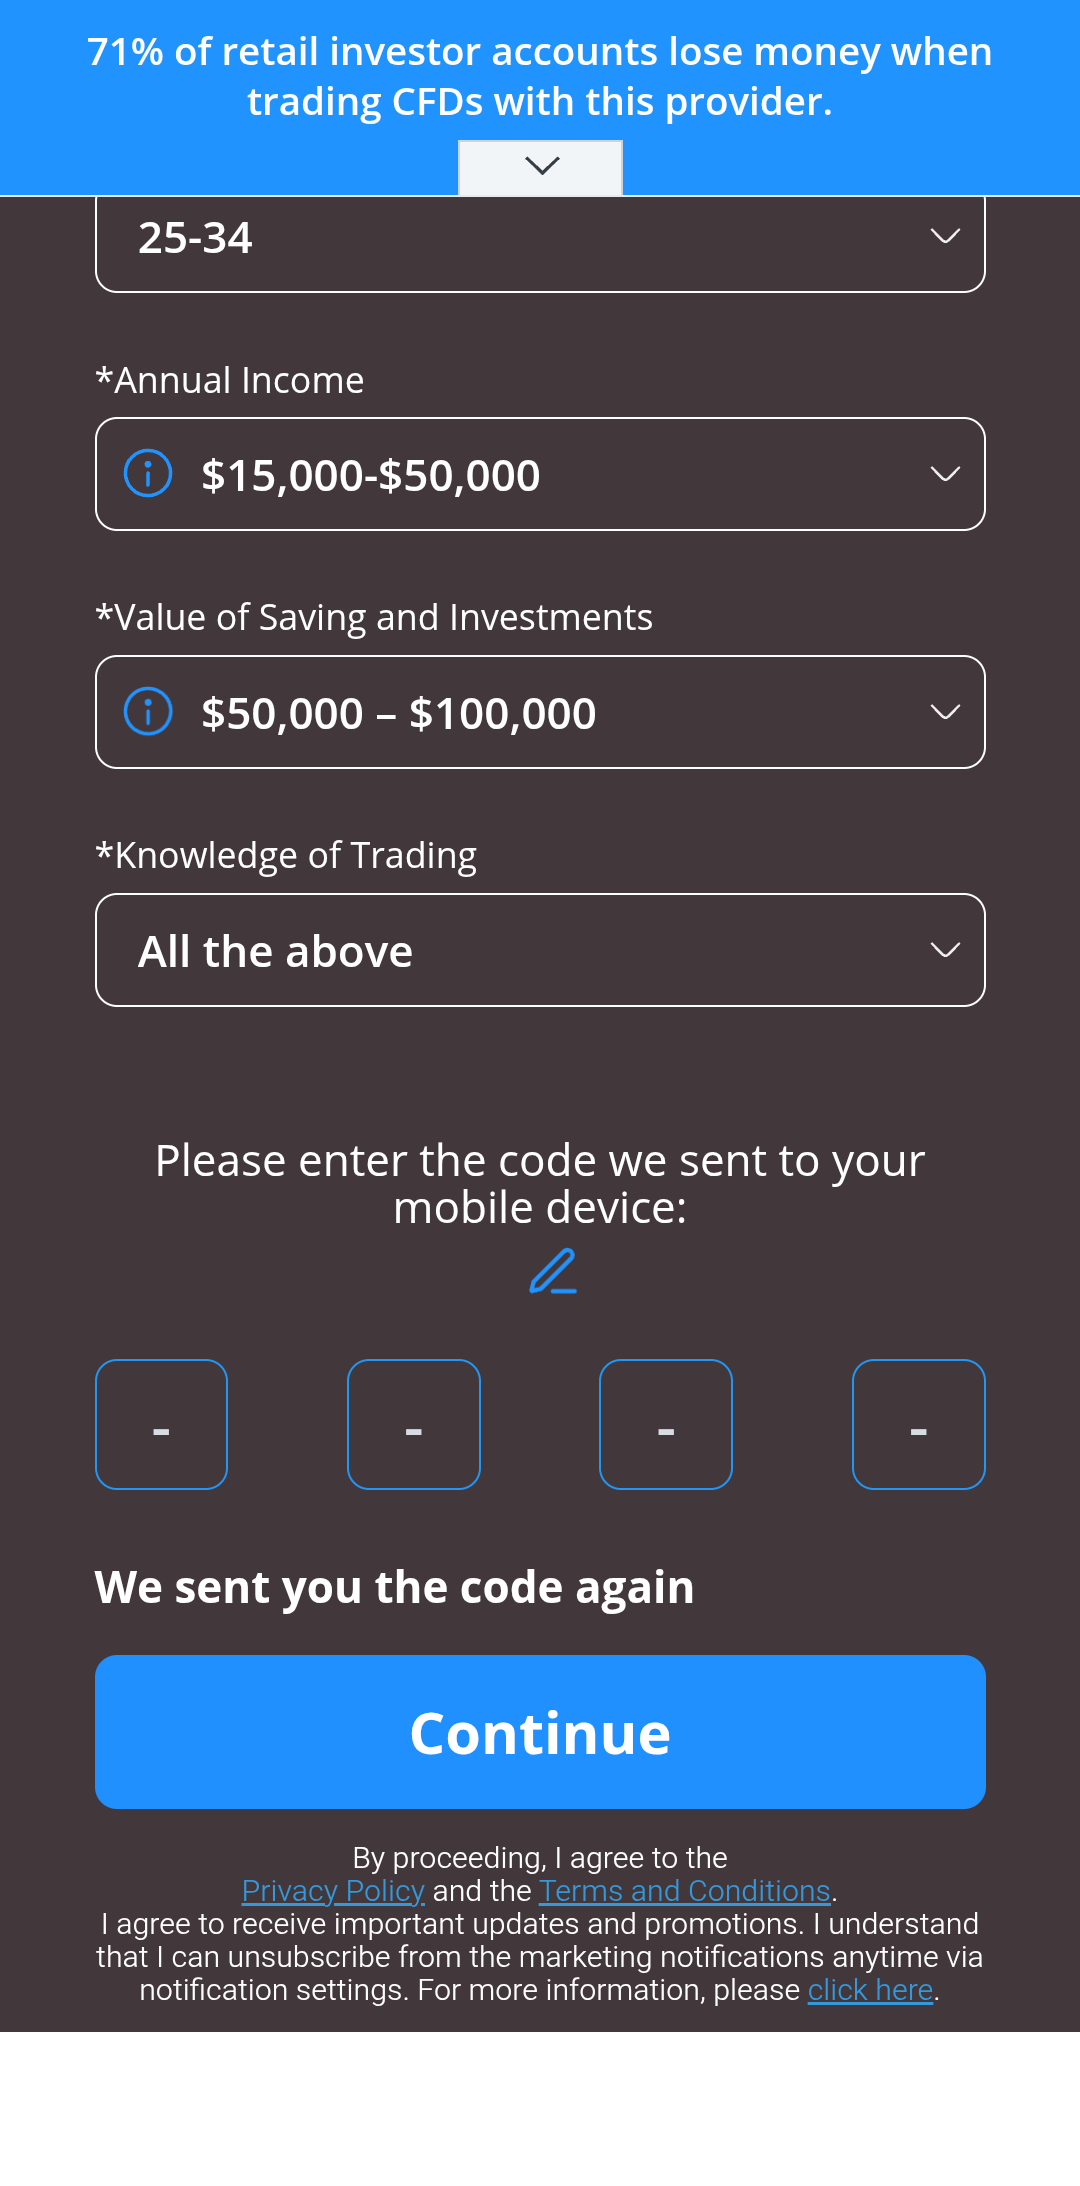 71% of retail investor accounts lose money when
trading CFDs with this provider.
25-34
*Annual Income
$15,000-$50,000
*Value of Saving and Investments
$50,000 – $100,000
*Knowledge of Trading
All the above
Please enter the code we sent to your
mobile device:
- - - -
We sent you the code again
Continue
By proceeding, I agree to the
Privacy Policy and the Terms and Conditions.
I agree to receive important updates and promotions. I understand
that I can unsubscribe from the marketing notifications anytime via
notification settings. For more information, please click here.